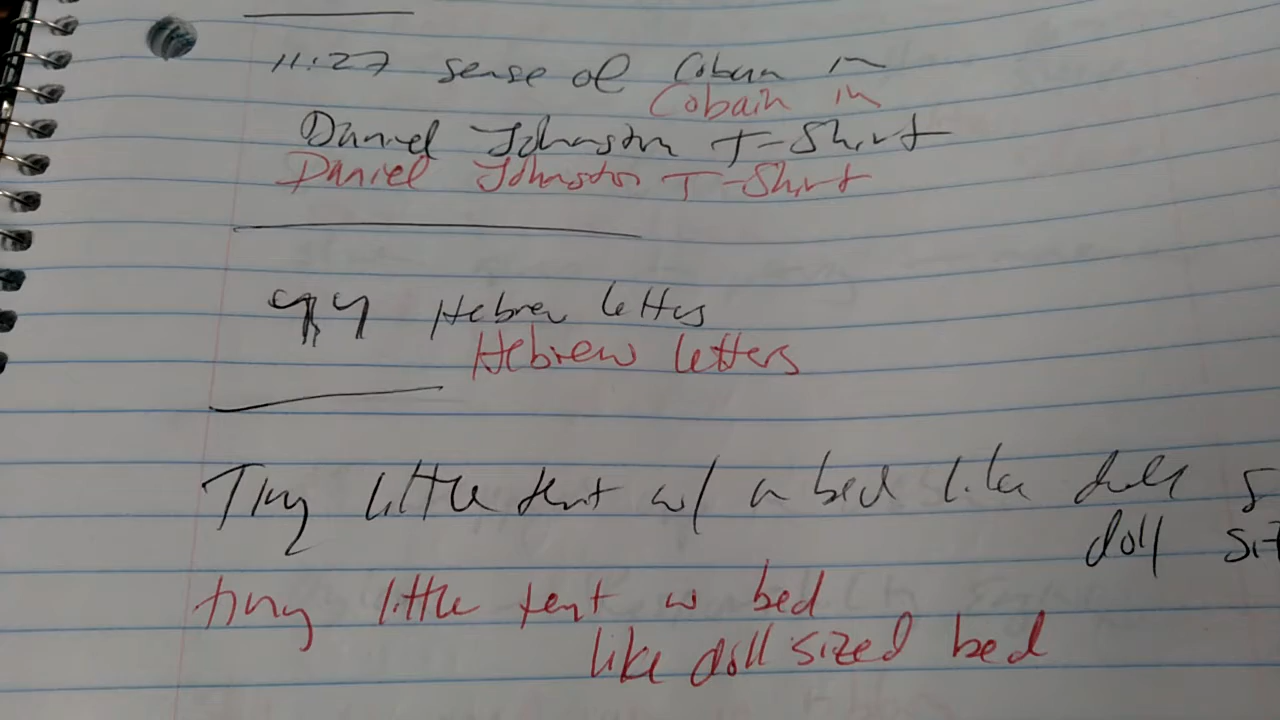 11:27 sense of Cobain in
Cobain in
Daniel Johnston T-Shirt
Daniel Johnston T-Shirt
Hebrew letters
Hebrew letters
Tiny little tent w/ a bed like doll
doll
tiny little tent w bed
like doll sized bed